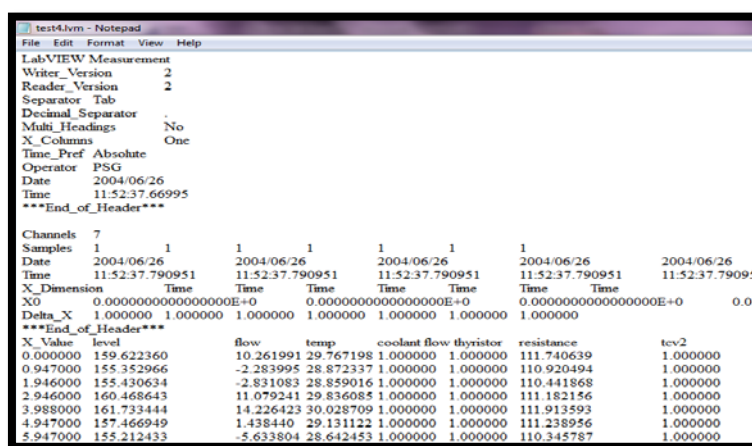 test4.lvm - Notepad
File Edit Format View Help
LabVIEW Measurement
Writer_Version 2
Reader_Version 2
Separator Tab
Decimal_Separator .
Multi_Headings No
X_Columns One
Time_Pref Absolute
Operator PSG
Date 2004/06/26
Time 11:52:37.66995
***End_of_Header***
Channels 7
Samples 1 1 1 1 1 1 1
Date 2004/06/26 2004/06/26 2004/06/26 2004/06/26 2004/06/26
Time 11:52:37.790951 11:52:37.790951 11:52:37.790951 11:52:37.790951 11:52:37.7909
X_Dimension Time Time Time Time Time Time Time
X0 0.0000000000000000E+0 0.0000000000000000E+0 0.0000000000000000E+0 0.0
Delta_X 1.000000 1.000000 1.000000 1.000000 1.000000 1.000000 1.000000
***End_of_Header***
X_Value level flow temp coolant flow thyristor resistance tcv2
0.000000 159.622360 10.261991 29.767198 1.000000 1.000000 111.740639 1.000000
0.947000 155.352966 -2.283995 28.872337 1.000000 1.000000 110.920494 1.000000
1.946000 155.430634 -2.831083 28.859016 1.000000 1.000000 110.441868 1.000000
2.946000 160.468643 11.079241 29.836085 1.000000 1.000000 111.182156 1.000000
3.988000 161.733444 14.226423 30.028709 1.000000 1.000000 111.913593 1.000000
4.947000 157.466949 1.438440 29.131122 1.000000 1.000000 111.238956 1.000000
5.947000 155.212433 -5.633804 28.642453 1.000000 1.000000 110.345787 1.000000